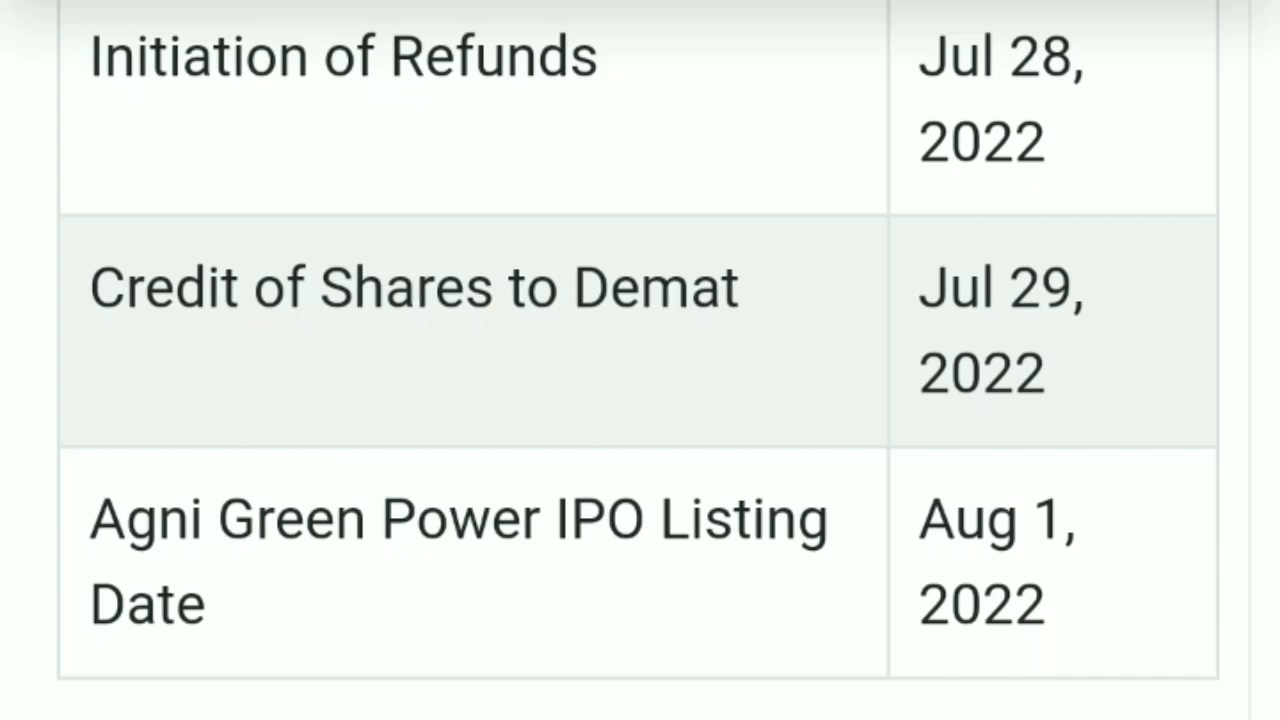 Initiation of Refunds
Jul 28,
2022
Credit of Shares to Demat
Jul 29,
2022
Agni Green Power IPO Listing
Date
Aug 1,
2022